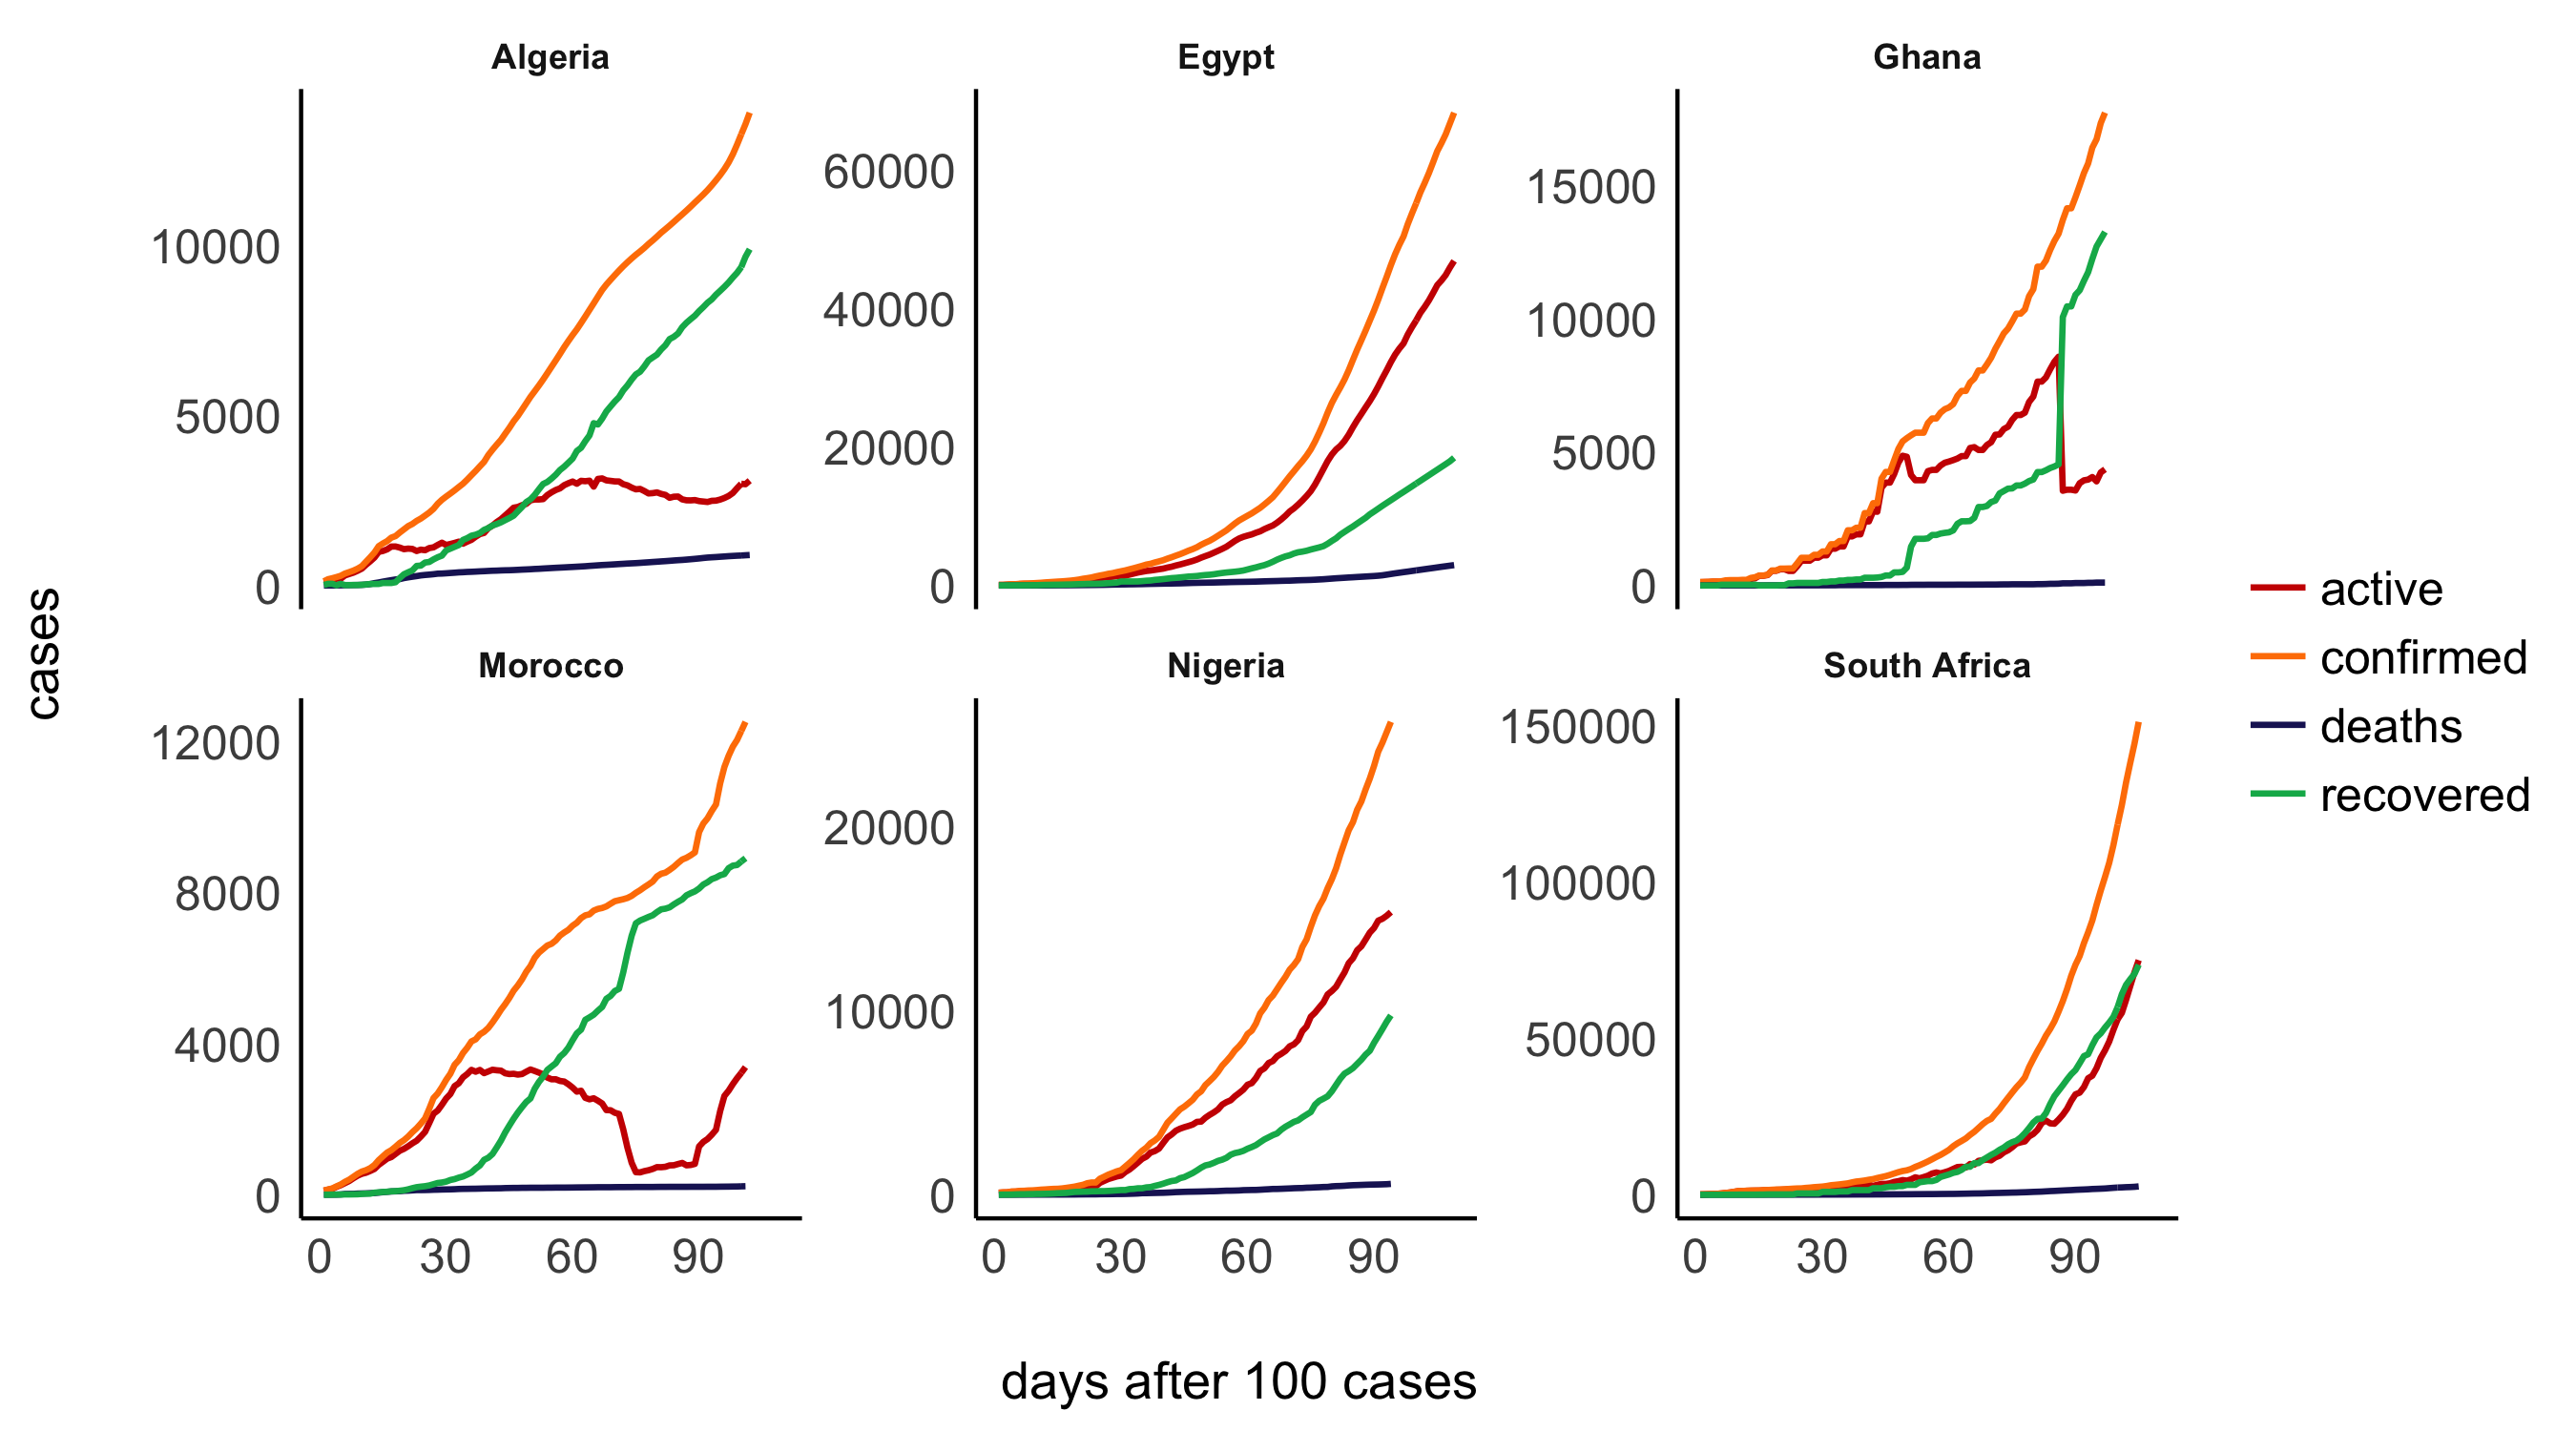 Algeria
Egypt
Ghana
10000
5000
0
60000
40000
20000
0
15000
10000
5000
0
cases
Morocco
Nigeria
South Africa
12000
8000
4000
0
20000
10000
0
150000
100000
50000
0
0 30 60 90
0 30 60 90
0 30 60 90
days after 100 cases
active
confirmed
deaths
recovered